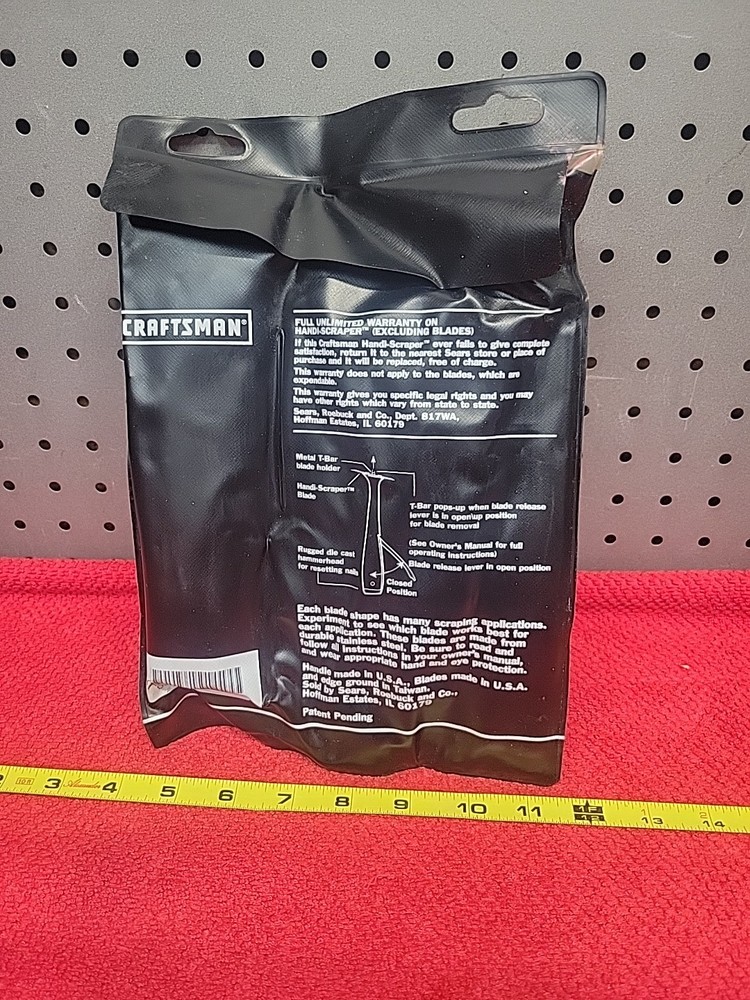 CRAFTSMAN®
FULL UNLIMITED WARRANTY ON
HANDI-SCRAPER™ (EXCLUDING BLADES)
If this Craftsman Handi-Scraper™ ever fails to give complete
satisfaction, return it to the nearest Sears store or place of
purchase and it will be replaced, free of charge.
This warranty does not apply to the blades, which are
expendable.
This warranty gives you specific legal rights and you may
have other rights which vary from state to state.
Sears, Roebuck and Co., Dept. 817WA,
Hoffman Estates, IL 60179
Metal T-Bar
blade holder
Handi-Scraper™
Blade
T-Bar pops-up when blade release
lever is in open/up position
for blade removal
(See Owner's Manual for full
operating instructions)
Rugged die cast
hammerhead
for resetting nails
Blade release lever in open position
Closed
Position
Each blade shape has many scraping applications.
Experiment to see which blade works best for
each application. These blades are made from
durable stainless steel. Be sure to read and
follow all instructions in your owner's manual,
and wear appropriate hand and eye protection.
Handle made in U.S.A., Blades made in U.S.A.
and edge ground in Taiwan.
Sold by Sears, Roebuck and Co.,
Hoffman Estates, IL 60179
Patent Pending
3 4 5 6 7 8 9 10 11 1F 12 13 14